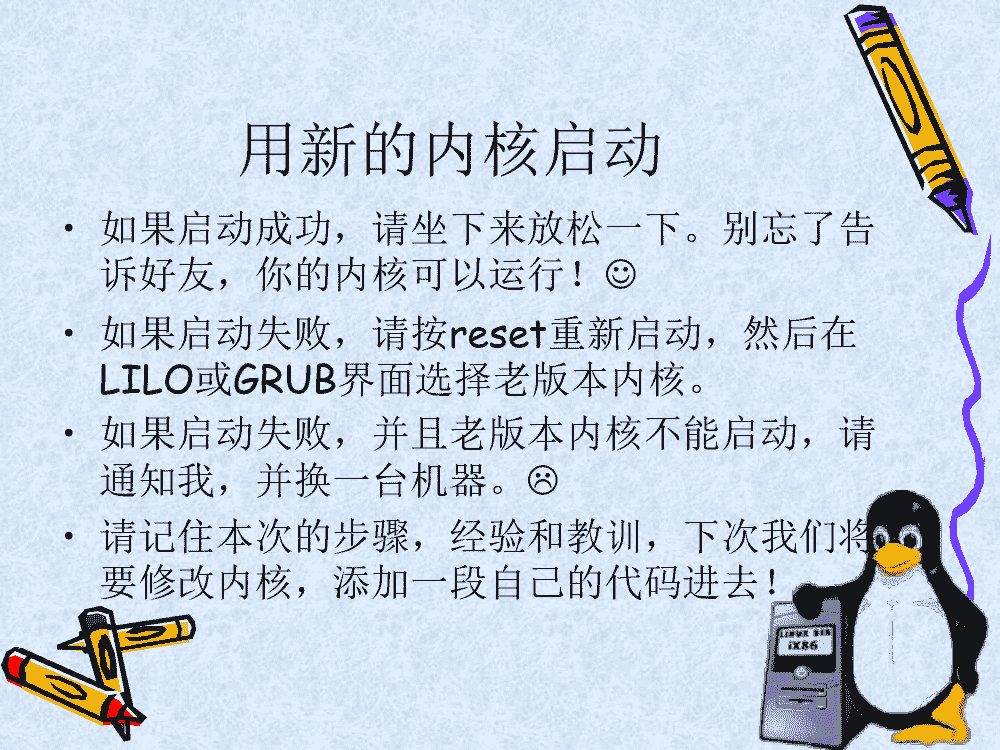 用新的内核启动
• 如果启动成功，请坐下来放松一下。别忘了告
诉好友，你的内核可以运行！☺
• 如果启动失败，请按reset重新启动，然后在
LILO或GRUB界面选择老版本内核。
• 如果启动失败，并且老版本内核不能启动，请
通知我，并换一台机器。☹
• 请记住本次的步骤，经验和教训，下次我们将
要修改内核，添加一段自己的代码进去！
iX86